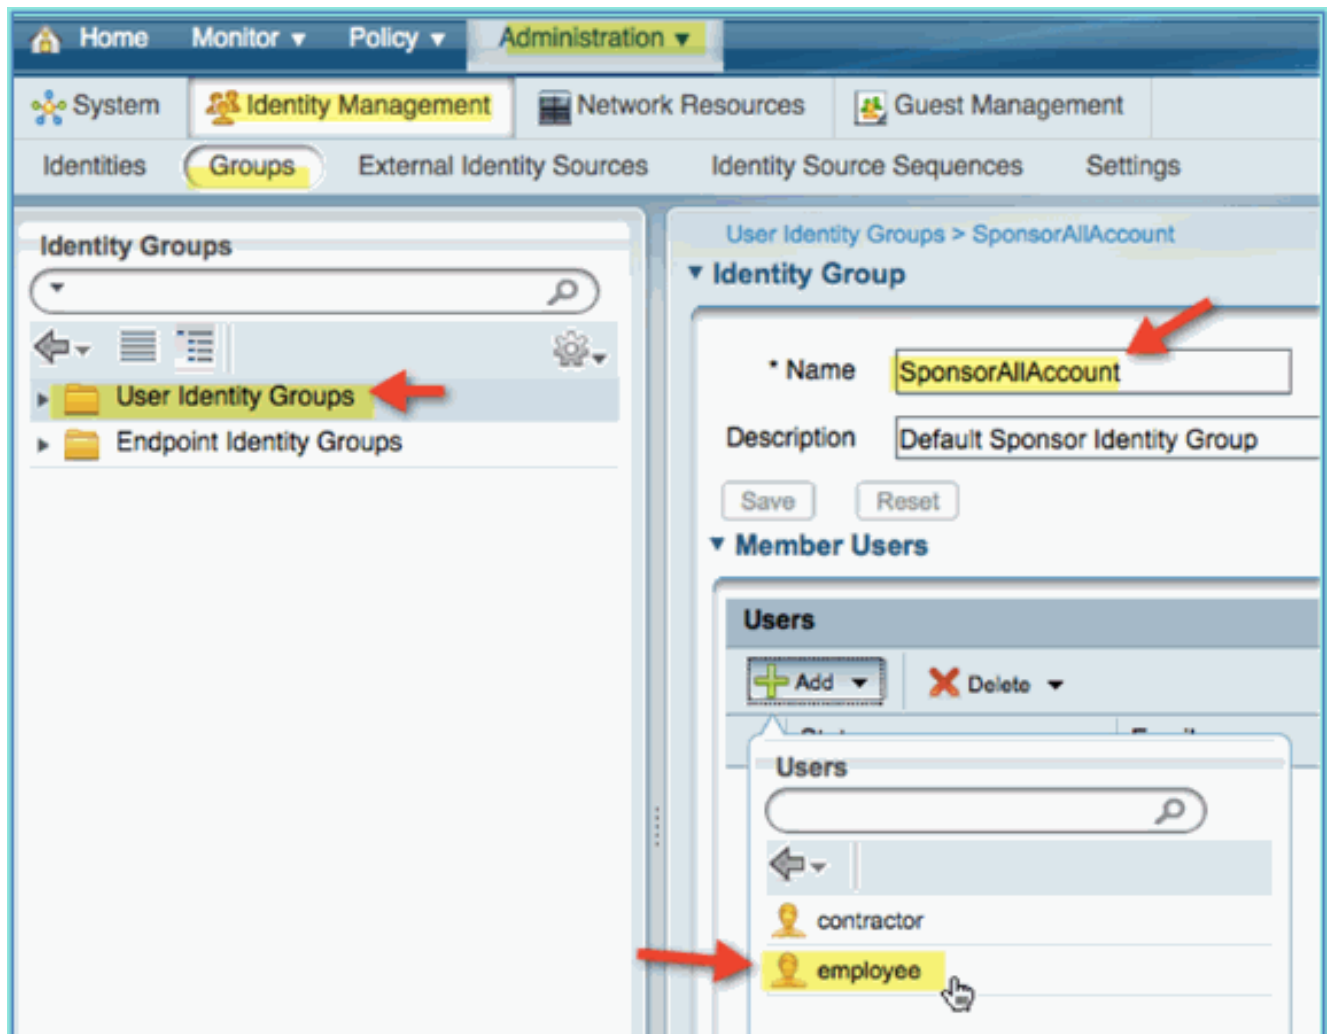 Home Monitor Policy Administration
System Identity Management Network Resources Guest Management
Identities Groups External Identity Sources Identity Source Sequences Settings
Identity Groups
User Identity Groups
Endpoint Identity Groups
User Identity Groups > SponsorAllAccount
Identity Group
* Name SponsorAllAccount
Description Default Sponsor Identity Group
Save Reset
Member Users
Users
Add Delete
Users
contractor
employee